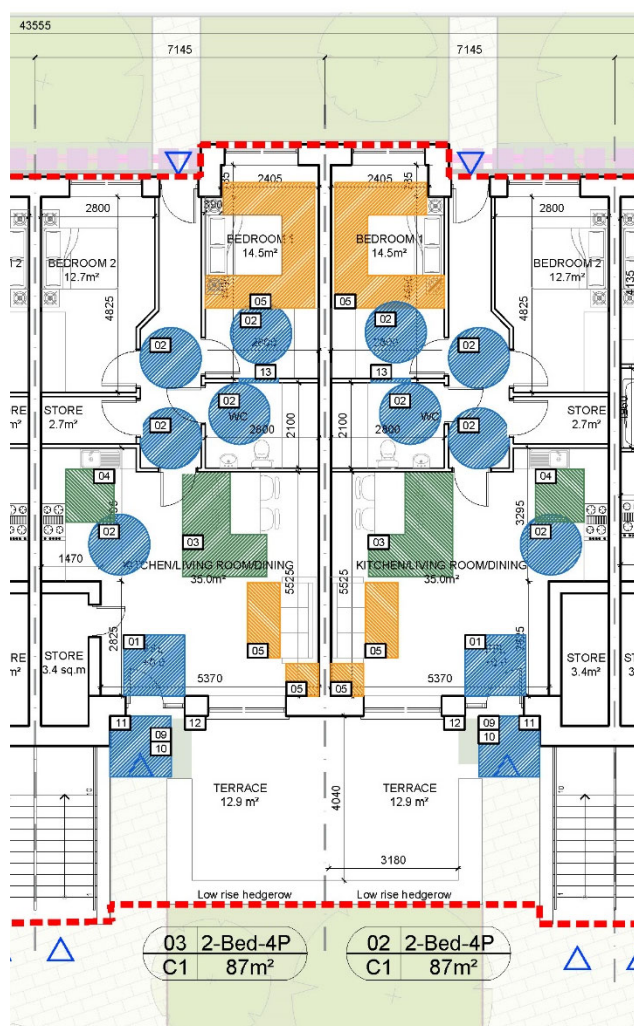 43555
7145
7145
2405
2405
785
785
2800
390
2800
BEDROOM 1
14.5m²
BEDROOM 1
14.5m²
2
BEDROOM 2
12.7m²
BEDROOM 2
12.7m²
4825
4825
4135
05
05
02
02
02
02
2800
13
13
02
02
WC
WC
STORE
2.7m²
STORE
2.7m²
02
02
2800
2100
2100
2800
04
04
3295
02
02
03
03
1470
KITCHEN/LIVING ROOM/DINING
35.0m²
KITCHEN/LIVING ROOM/DINING
35.0m²
5525
5525
2825
2825
01
01
STORE
3.4 sq.m
STORE
3.4m²
05
05
05
05
5370
5370
11
12
12
09
11
09
10
10
TERRACE
12.9 m²
TERRACE
12.9 m²
4040
3180
Low rise hedgerow
Low rise hedgerow
03 2-Bed-4P
C1 87m²
02 2-Bed-4P
C1 87m²